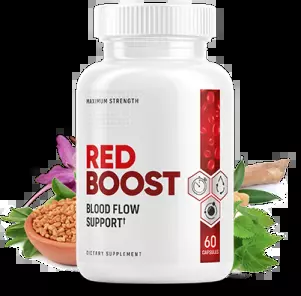 MAXIMUM STRENGTH
RED
BOOST
BLOOD FLOW
SUPPORT†
60
CAPSULES
DIETARY SUPPLEMENT